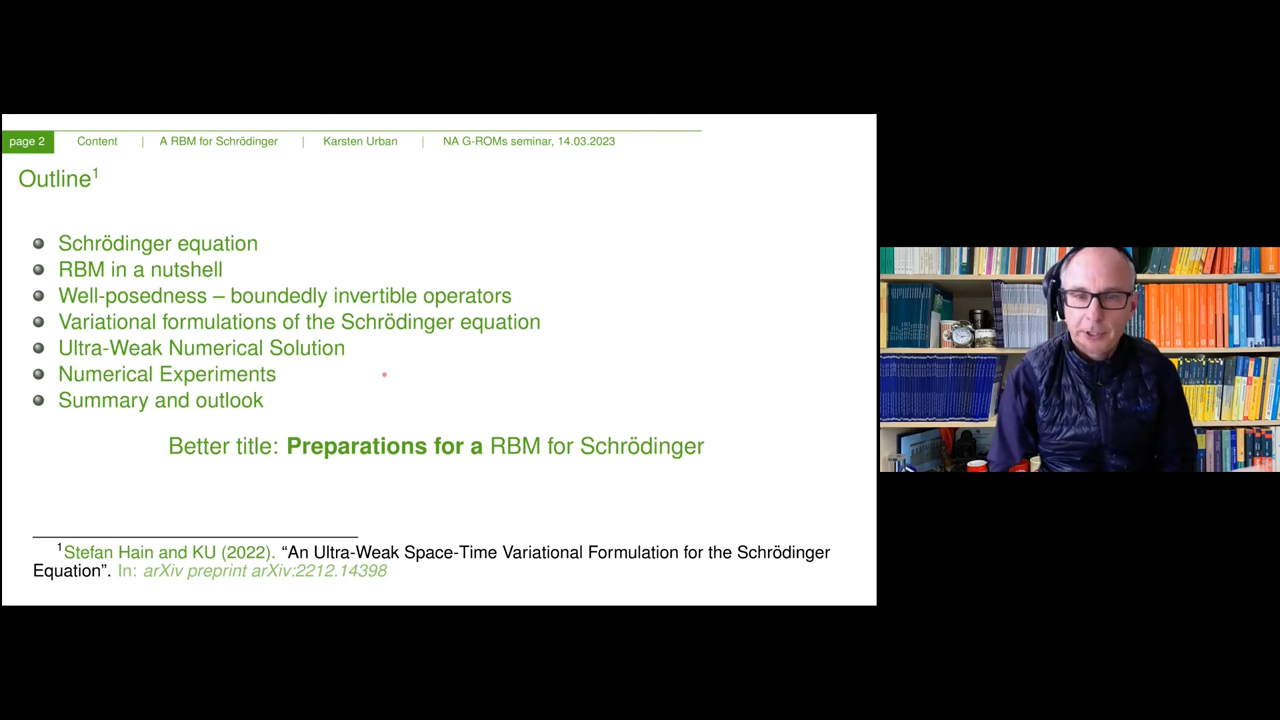 page 2 Content | A RBM for Schrödinger | Karsten Urban | NA G-ROMs seminar, 14.03.2023
Outline¹
Schrödinger equation
RBM in a nutshell
Well-posedness – boundedly invertible operators
Variational formulations of the Schrödinger equation
Ultra-Weak Numerical Solution
Numerical Experiments
Summary and outlook
Better title: Preparations for a RBM for Schrödinger
¹Stefan Hain and KU (2022). “An Ultra-Weak Space-Time Variational Formulation for the Schrödinger
Equation”. In: arXiv preprint arXiv:2212.14398